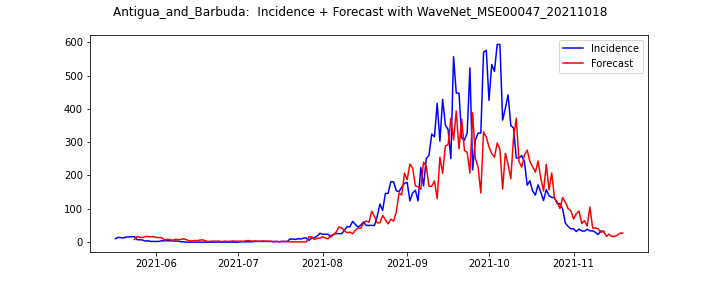 Antigua_and_Barbuda:  Incidence + Forecast with WaveNet_MSE00047_20211018
Incidence
Forecast
600
500
400
300
200
100
0
2021-06 2021-07 2021-08 2021-09 2021-10 2021-11